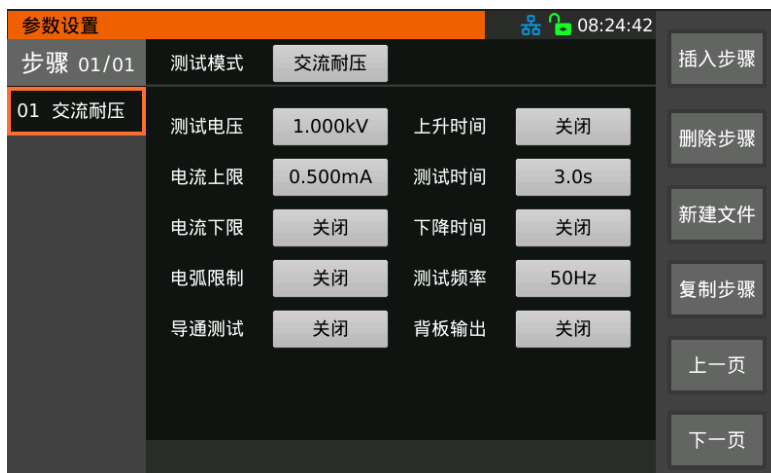 参数设置 08:24:42
步骤 01/01 测试模式 交流耐压 插入步骤
01 交流耐压
测试电压 1.000kV 上升时间 关闭 删除步骤
电流上限 0.500mA 测试时间 3.0s
电流下限 关闭 下降时间 关闭 新建文件
电弧限制 关闭 测试频率 50Hz 复制步骤
导通测试 关闭 背板输出 关闭
上一页
下一页